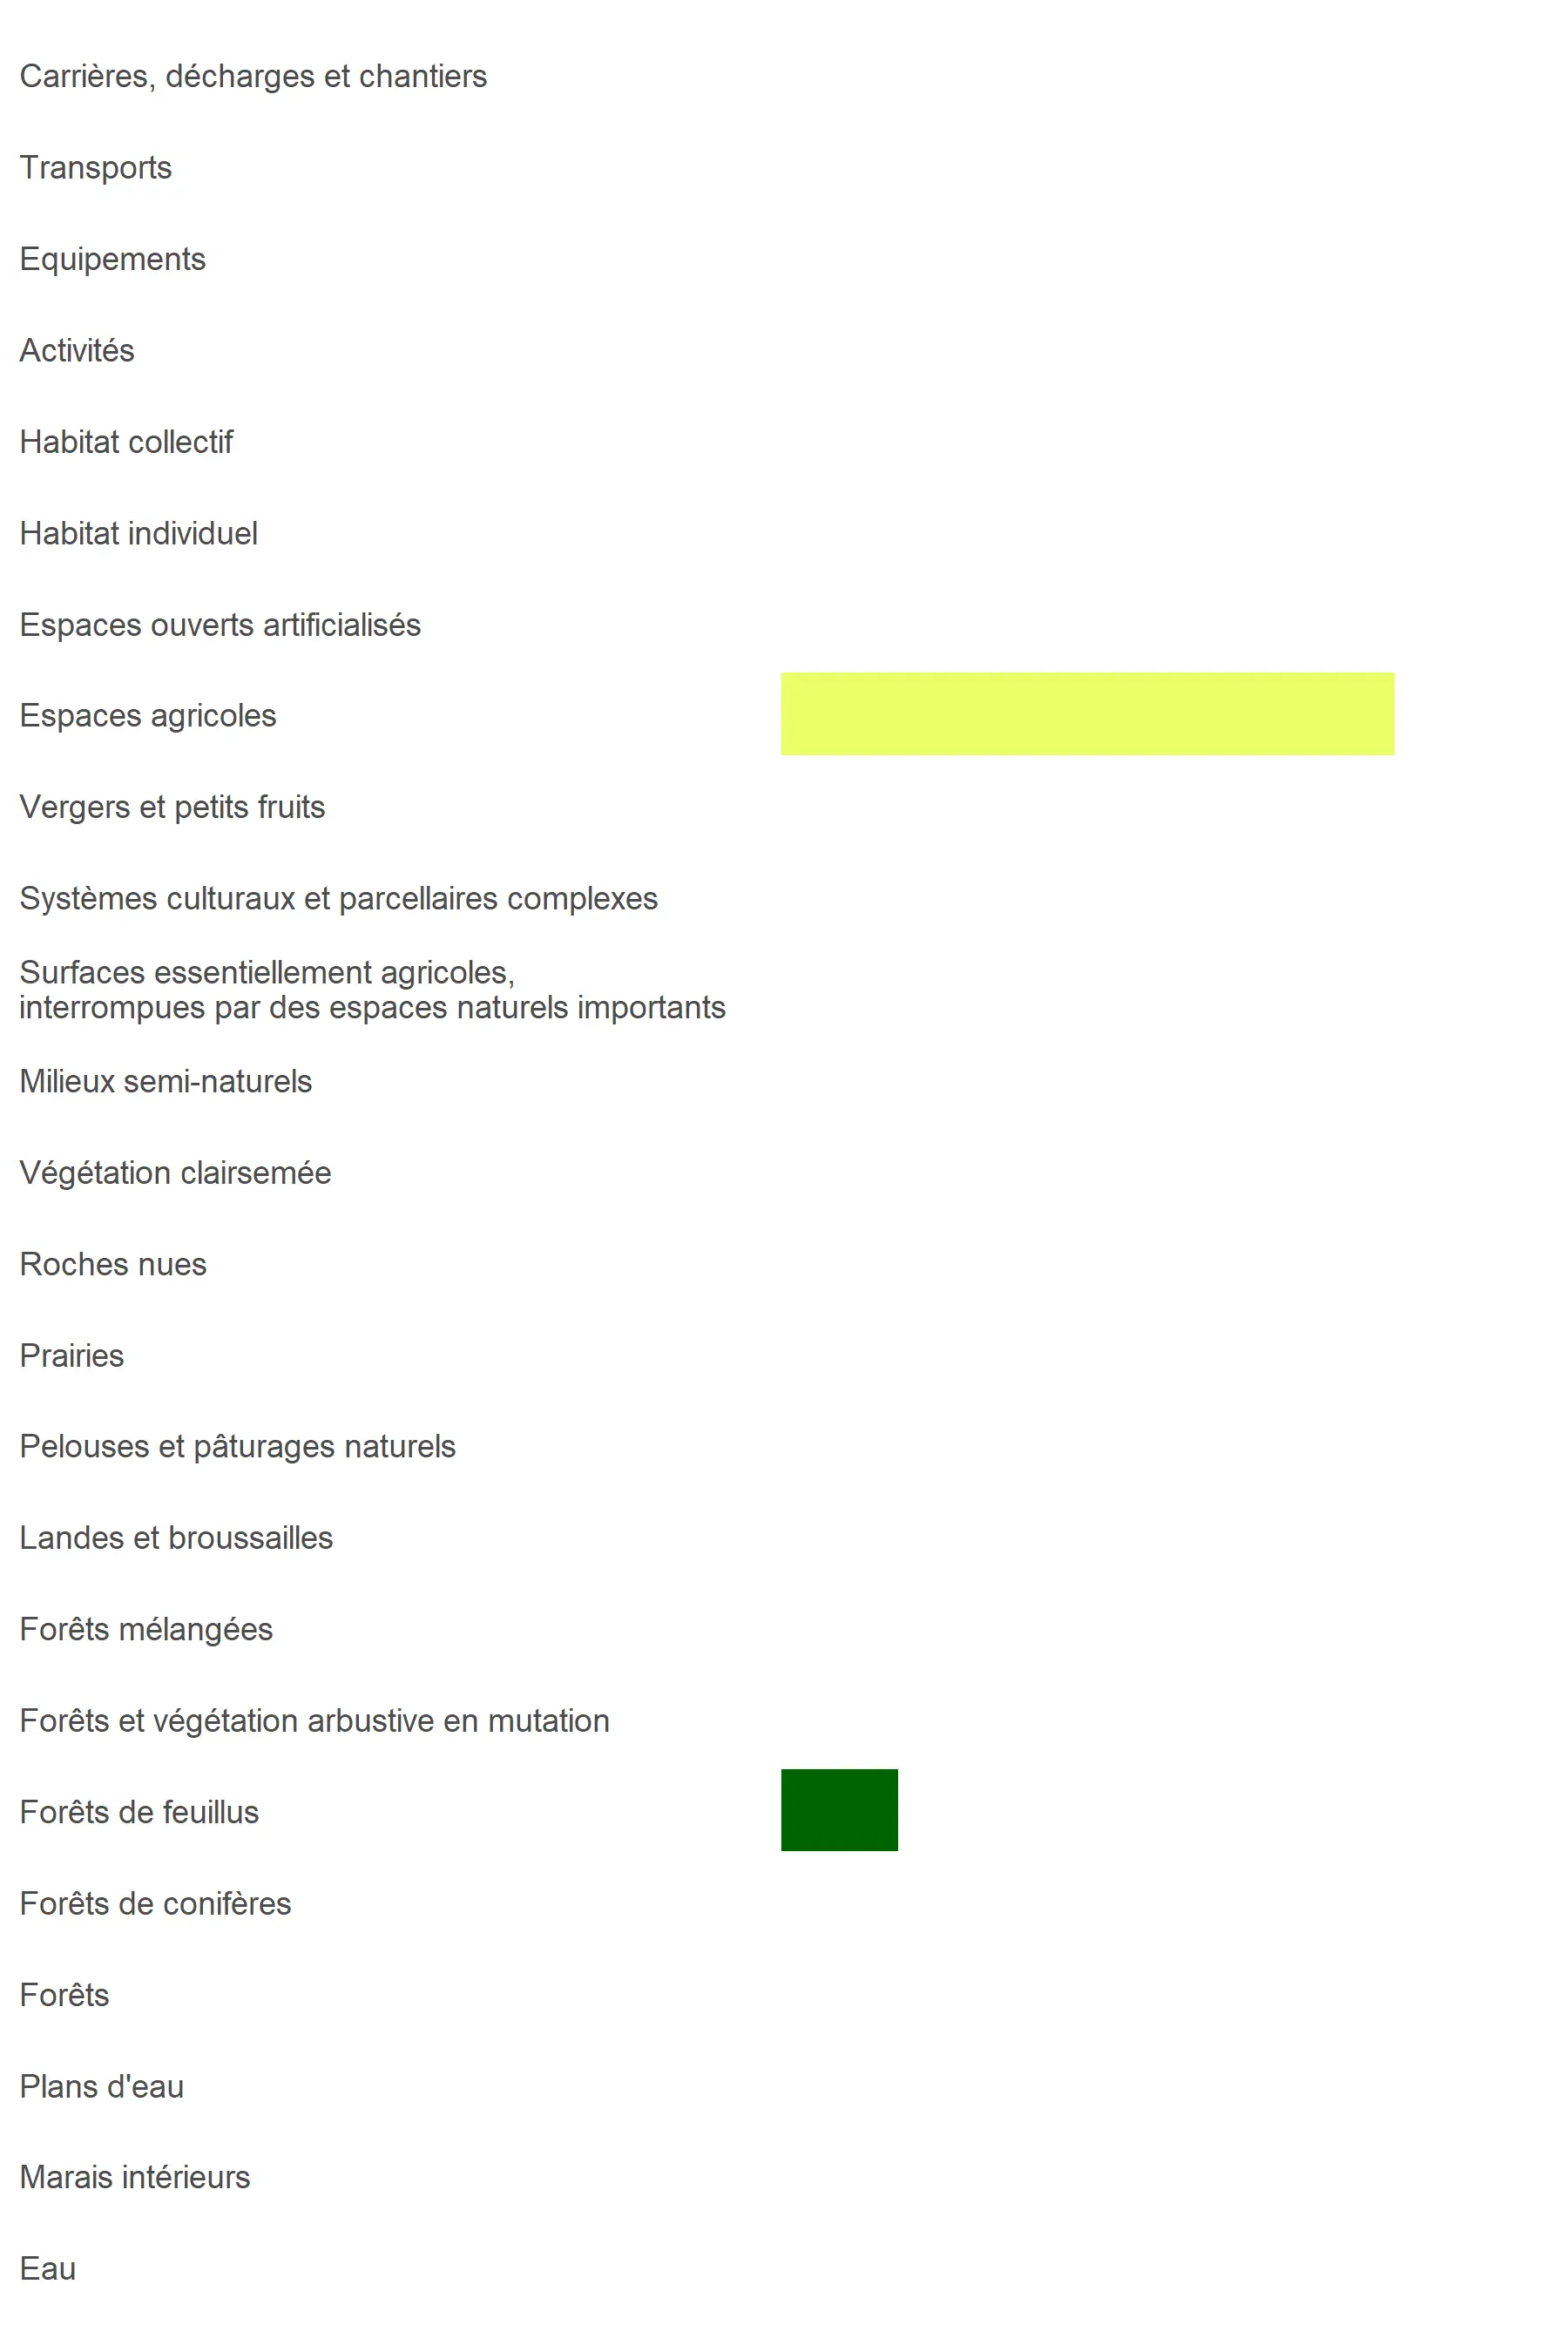 Carrières, décharges et chantiers
Transports
Equipements
Activités
Habitat collectif
Habitat individuel
Espaces ouverts artificialisés
Espaces agricoles
Vergers et petits fruits
Systèmes culturaux et parcellaires complexes
Surfaces essentiellement agricoles,
interrompues par des espaces naturels importants
Milieux semi-naturels
Végétation clairsemée
Roches nues
Prairies
Pelouses et pâturages naturels
Landes et broussailles
Forêts mélangées
Forêts et végétation arbustive en mutation
Forêts de feuillus
Forêts de conifères
Forêts
Plans d'eau
Marais intérieurs
Eau